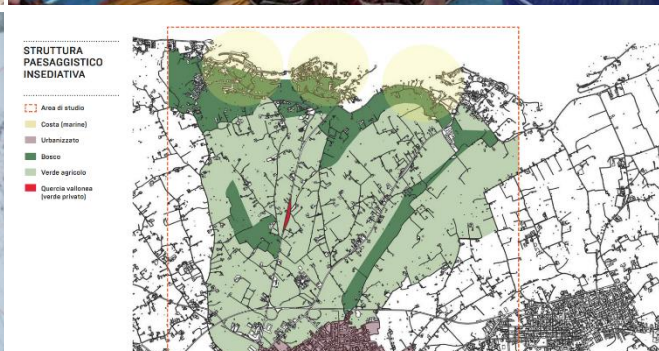 STRUTTURA
PAESAGGISTICO
INSEDIATIVA
Area di studio
Costa (marine)
Urbanizzato
Bosco
Verde agricolo
Quercia vallonea
(verde privato)